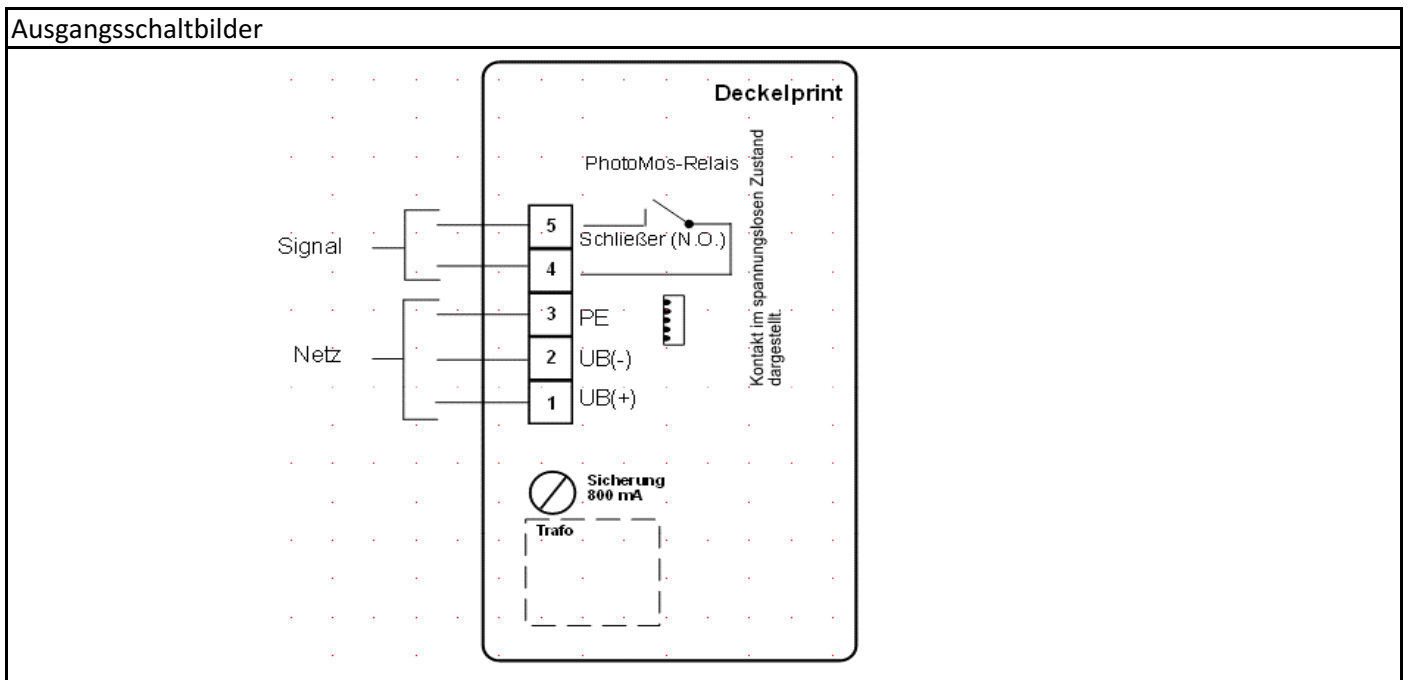 Ausgangsschaltbilder
Deckelprint
PhotoMos-Relais
Kontakt im spannungslosen Zustand
dargestellt.
Signal
5
Schließer (N.O.)
4
Netz
3
PE
2
UB(-)
1
UB(+)
Sicherung
800 mA
Trafo